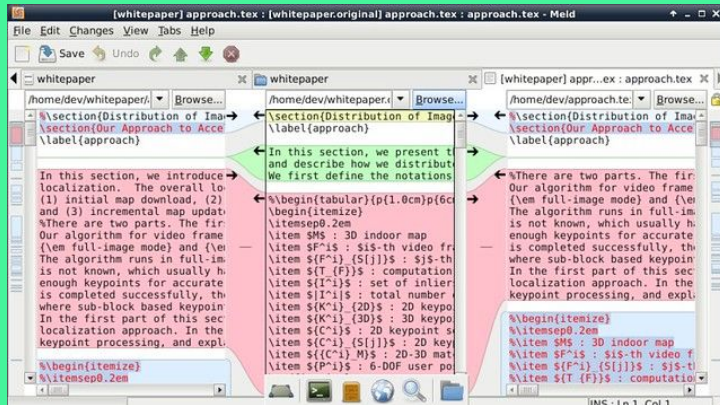 [whitepaper] approach.tex : [whitepaper.original] approach.tex : approach.tex - Meld
File Edit Changes View Tabs Help
Save Undo
whitepaper
whitepaper
[whitepaper] appr...ex : approach.tex
/home/dev/whitepaper/
Browse...
/home/dev/whitepaper.
Browse...
/home/dev/approach.te
Browse...
%\section{Distribution of Ima
\section{Our Approach to Acce
\label{approach}
In this section, we introduce
localization. The overall lo
(1) initial map download, (2)
and (3) incremental map updat
%There are two parts. The fir
Our algorithm for video frame
{\em full-image mode} and {\e
The algorithm runs in full-im
is not known, which usually h
enough keypoints for accurate
is completed successfully, th
where sub-block based keypoin
In the first part of this sec
localization approach. In the
keypoint processing, and expl
%\begin{itemize}
%\itemsep0.2em
\section{Distribution of Imag
\label{approach}
In this section, we present t
and describe how we distribut
We first define the notations
%\begin{tabular}{p{1.0cm}p{6c
\begin{itemize}
\itemsep0.2em
\item $M$ : 3D indoor map
\item $F^i$ : $i$-th video fr
\item ${F^i}_{S[j]}$ : $j$-th
\item ${T_{F}}$ : computation
\item ${I^i}$ : set of inlier
\item $|I^i|$ : total number
\item ${K^i}_{2D}$ : 2D keypo
\item ${K^i}_{3D}$ : 3D keypo
\item ${C^i}$ : 2D keypoint s
\item ${C^i}_{S[j]}$ : 2D key
\item ${{C^i}_M}$ : 2D-3D mat
\item ${P^i}$ : 6-DOF user po
%\section{Distribution of Ima
\section{Our Approach to Acce
\label{approach}
%There are two parts. The fir
Our algorithm for video frame
{\em full-image mode} and {\e
The algorithm runs in full-im
is not known, which usually h
enough keypoints for accurate
is completed successfully, th
where sub-block based keypoin
In the first part of this sec
localization approach. In the
keypoint processing, and expl
%\begin{itemize}
%\itemsep0.2em
%\item $M$ : 3D indoor map
%\item $F^i$ : $i$-th video f
%\item ${F^i}_{S[j]}$ : $j$-t
%\item ${T_{F}}$ : computatio
INS : Ln 1, Col 1